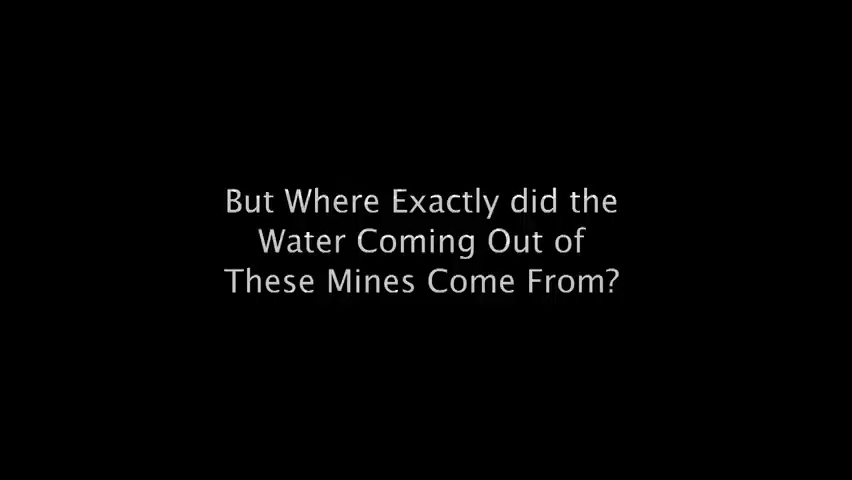 But Where Exactly did the
Water Coming Out of
These Mines Come From?